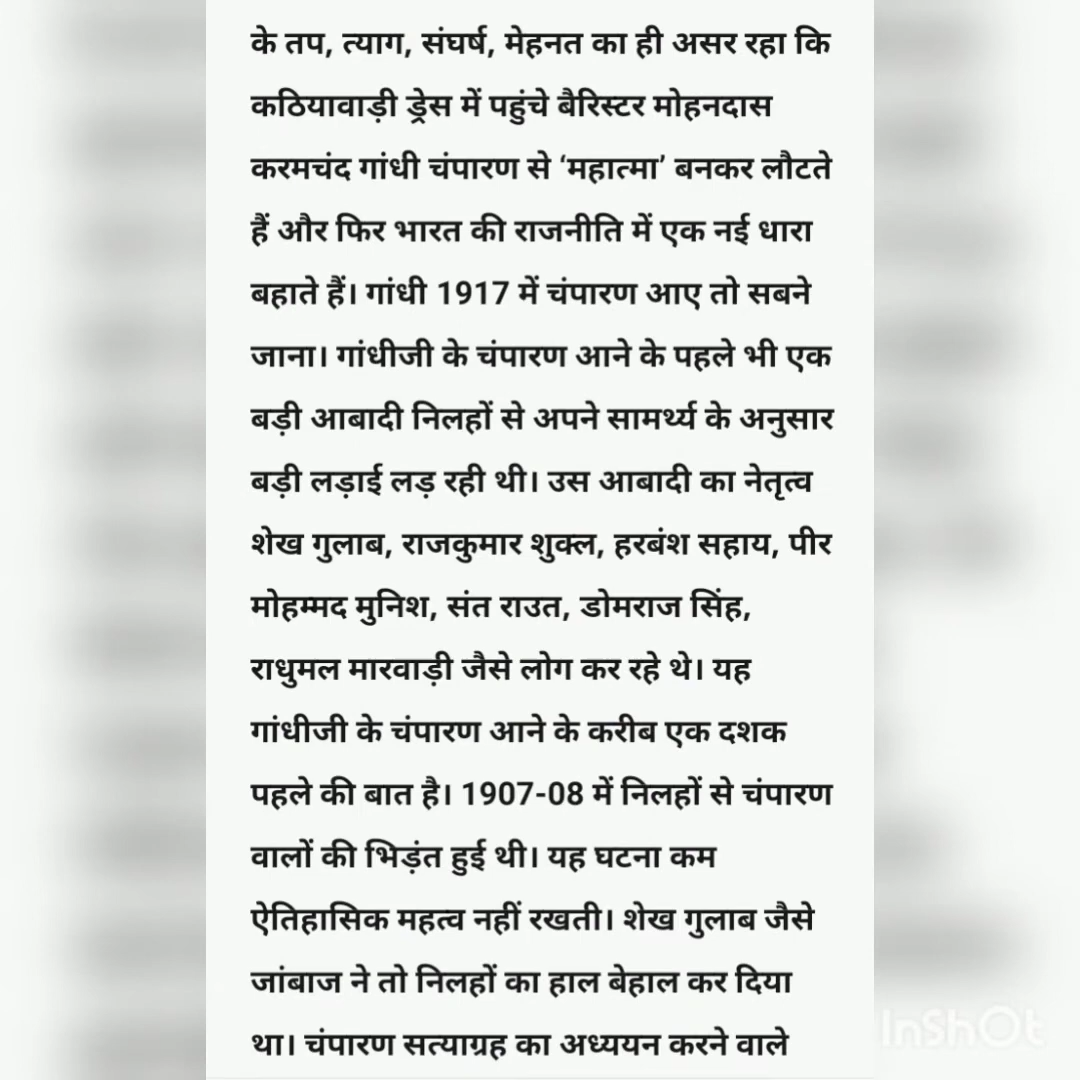 के तप, त्याग, संघर्ष, मेहनत का ही असर रहा कि
कठियावाड़ी ड्रेस में पहुंचे बैरिस्टर मोहनदास
करमचंद गांधी चंपारण से ‘महात्मा’ बनकर लौटते
हैं और फिर भारत की राजनीति में एक नई धारा
बहाते हैं। गांधी 1917 में चंपारण आए तो सबने
जाना। गांधीजी के चंपारण आने के पहले भी एक
बड़ी आबादी निलहों से अपने सामर्थ्य के अनुसार
बड़ी लड़ाई लड़ रही थी। उस आबादी का नेतृत्व
शेख गुलाब, राजकुमार शुक्ल, हरबंश सहाय, पीर
मोहम्मद मुनिश, संत राउत, डोमराज सिंह,
राधुमल मारवाड़ी जैसे लोग कर रहे थे। यह
गांधीजी के चंपारण आने के करीब एक दशक
पहले की बात है। 1907-08 में निलहों से चंपारण
वालों की भिड़ंत हुई थी। यह घटना कम
ऐतिहासिक महत्व नहीं रखती। शेख गुलाब जैसे
जांबाज ने तो निलहों का हाल बेहाल कर दिया
था। चंपारण सत्याग्रह का अध्ययन करने वाले
InShOt